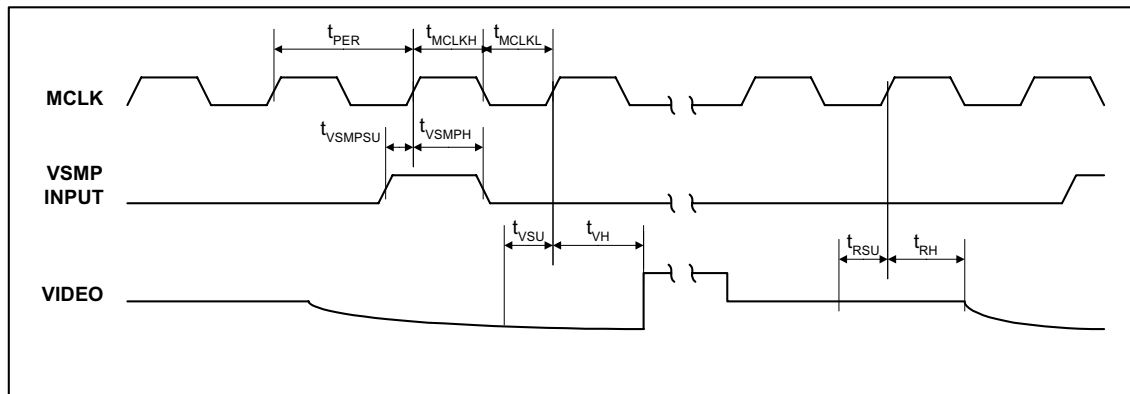 tPER tMCLKH tMCLKL
MCLK
tVSMPSU tVSMPH
VSMP
INPUT
tVSU tVH
tRSU tRH
VIDEO